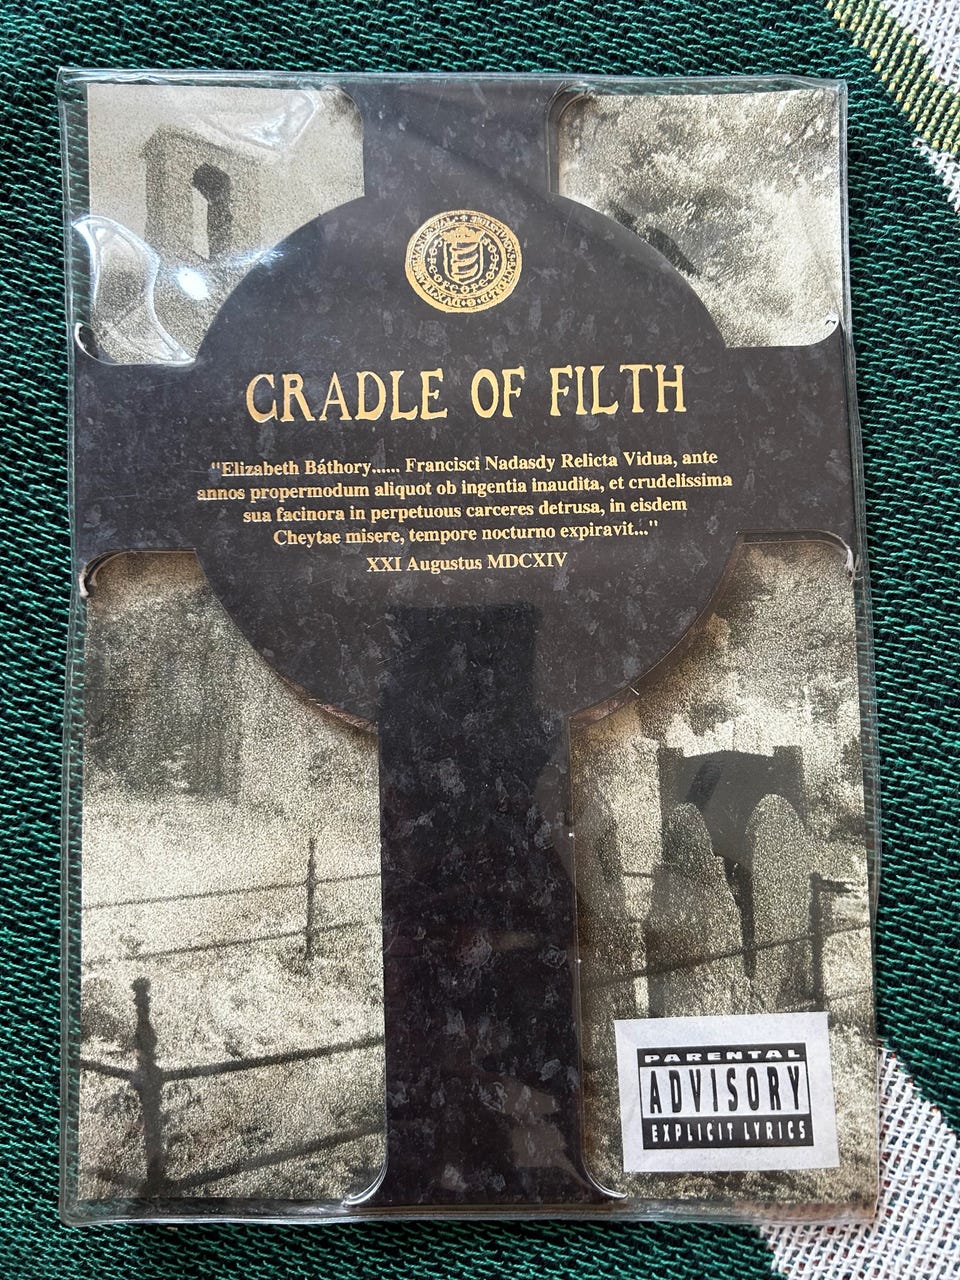 CRADLE OF FILTH
"Elizabeth Báthory...... Francisci Nadasdy Relicta Vidua, ante
annos propermodum aliquot ob ingentia inaudita, et crudelissima
sua facinora in perpetuous carceres detrusa, in eisdem
Cheytae misere, tempore nocturno expiravit..."
XXI Augustus MDCXIV
PARENTAL
ADVISORY
EXPLICIT LYRICS